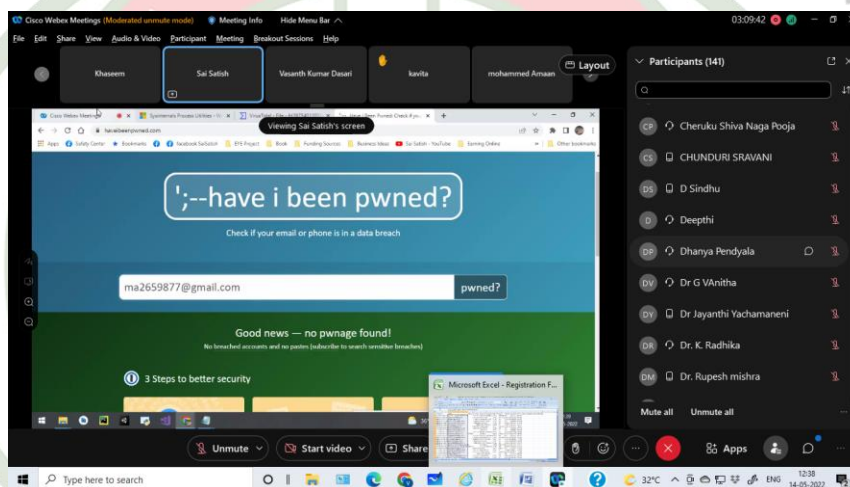 Cisco Webex Meetings (Moderated unmute mode) Meeting Info Hide Menu Bar
03:09:42
File Edit Share View Audio & Video Participant Meeting Breakout Sessions Help
Khaseem
Sai Satish
Vasanth Kumar Dasari
kavita
mohammed Amaan
Layout
Participants (141)
Viewing Sai Satish's screen
haveibeenpwned.com
';--have i been pwned?
Check if your email or phone is in a data breach
ma2659877@gmail.com
pwned?
Good news — no pwnage found!
No breached accounts and no pastes (subscribe to search sensitive breaches)
3 Steps to better security
Cheruku Shiva Naga Pooja
CHUNDURI SRAVANI
D Sindhu
Deepthi
Dhanya Pendyala
Dr G VAnitha
Dr Jayanthi Yachamaneni
Dr. K. Radhika
Dr. Rupesh mishra
Mute all Unmute all
Microsoft Excel - Registration F...
Unmute
Start video
Share
Apps
Type here to search
32°C
ENG
12:38
14-05-2022